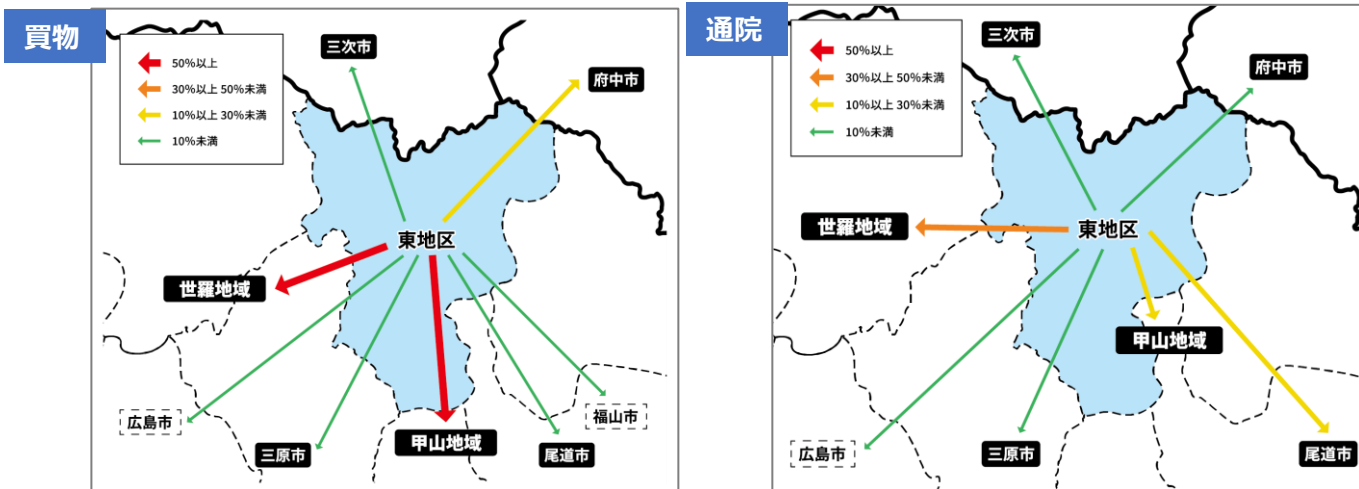 買物
50%以上
30%以上 50%未満
10%以上 30%未満
10%未満
三次市
府中市
東地区
世羅地域
広島市
三原市
甲山地域
尾道市
福山市
通院
50%以上
30%以上 50%未満
10%以上 30%未満
10%未満
三次市
府中市
世羅地域
東地区
甲山地域
広島市
三原市
尾道市